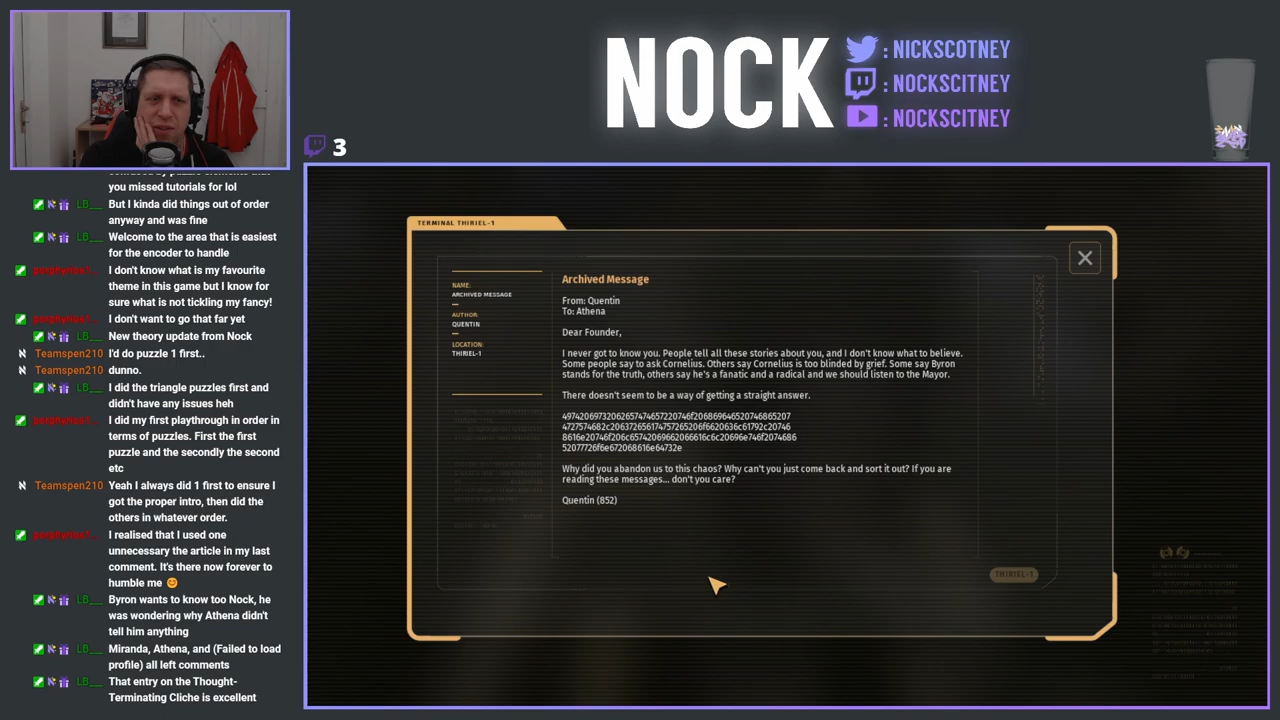 NOCK
: NICKSCOTNEY
: NOCKSCITNEY
: NOCKSCITNEY
3
you missed tutorials for lol
LB__ But I kinda did things out of order
anyway and was fine
LB__ Welcome to the area that is easiest
for the encoder to handle
I don't know what is my favourite
theme in this game but I know for
sure what is not tickling my fancy!
I don't want to go that far yet
LB__ New theory update from Nock
Teamspen210 I'd do puzzle 1 first..
Teamspen210 dunno.
LB__ I did the triangle puzzles first and
didn't have any issues heh
I did my first playthrough in order in
terms of puzzles. First the first
puzzle and the secondly the second
etc
Teamspen210 Yeah I always did 1 first to ensure I
got the proper intro, then did the
others in whatever order.
I realised that I used one
unnecessary the article in my last
comment. It's there now forever to
humble me 😊
LB__ Byron wants to know too Nock, he
was wondering why Athena didn't
tell him anything
LB__ Miranda, Athena, and (Failed to load
profile) all left comments
LB__ That entry on the Thought-
Terminating Cliche is excellent
TERMINAL THIRIEL-1
NAME:
ARCHIVED MESSAGE
AUTHOR:
QUENTIN
LOCATION:
THIRIEL-1
Archived Message
From: Quentin
To: Athena
Dear Founder,
I never got to know you. People tell all these stories about you, and I don't know what to believe.
Some people say to ask Cornelius. Others say Cornelius is too blinded by grief. Some say Byron
stands for the truth, others say he's a fanatic and a radical and we should listen to the Mayor.
There doesn't seem to be a way of getting a straight answer.
49742069732062657474657220746f206869646520746865207
4727574682c20637265617475265206f6620636c61792c20746
8616e20746f206c65742069662066616c6c20696e746f2074686
52077726f6e672068616e64732e
Why did you abandon us to this chaos? Why can't you just come back and sort it out? If you are
reading these messages... don't you care?
Quentin (852)
THIRIEL-1